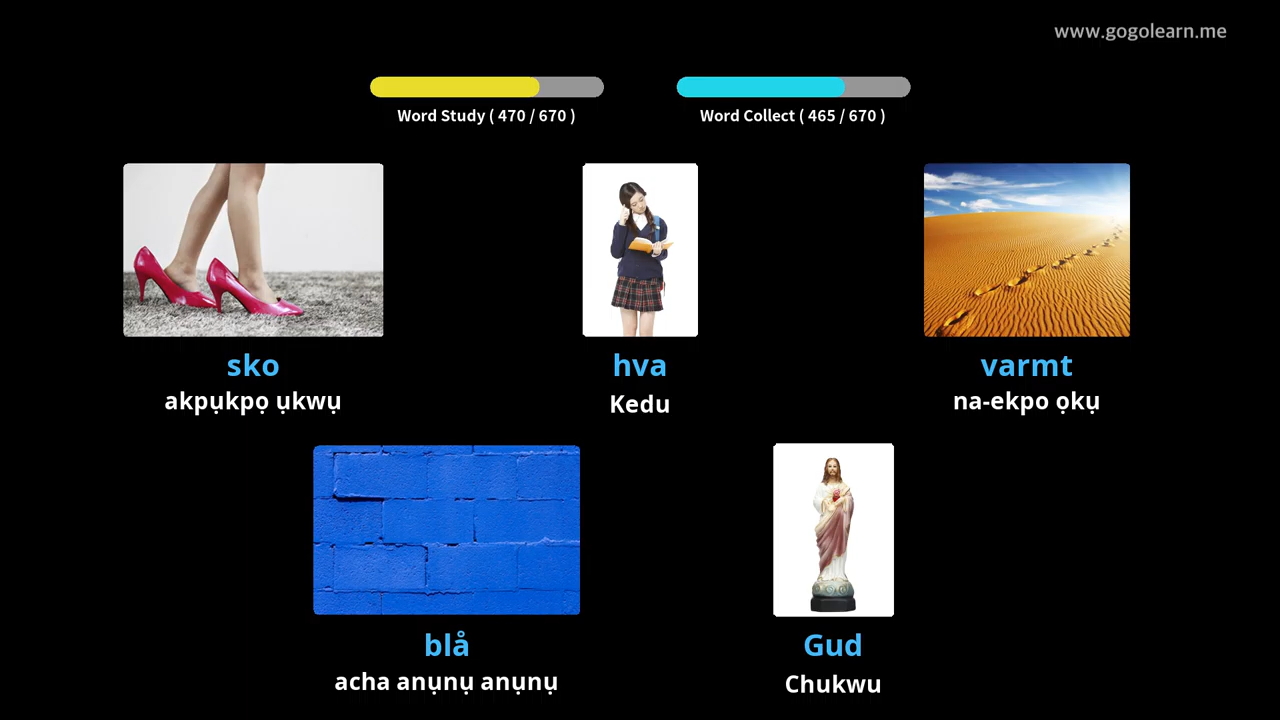 www.gogolearn.me
Word Study ( 470 / 670 )
Word Collect ( 465 / 670 )
sko
akpụkpọ ụkwụ
hva
Kedu
varmt
na-ekpo ọkụ
blå
acha anụnụ anụnụ
Gud
Chukwu